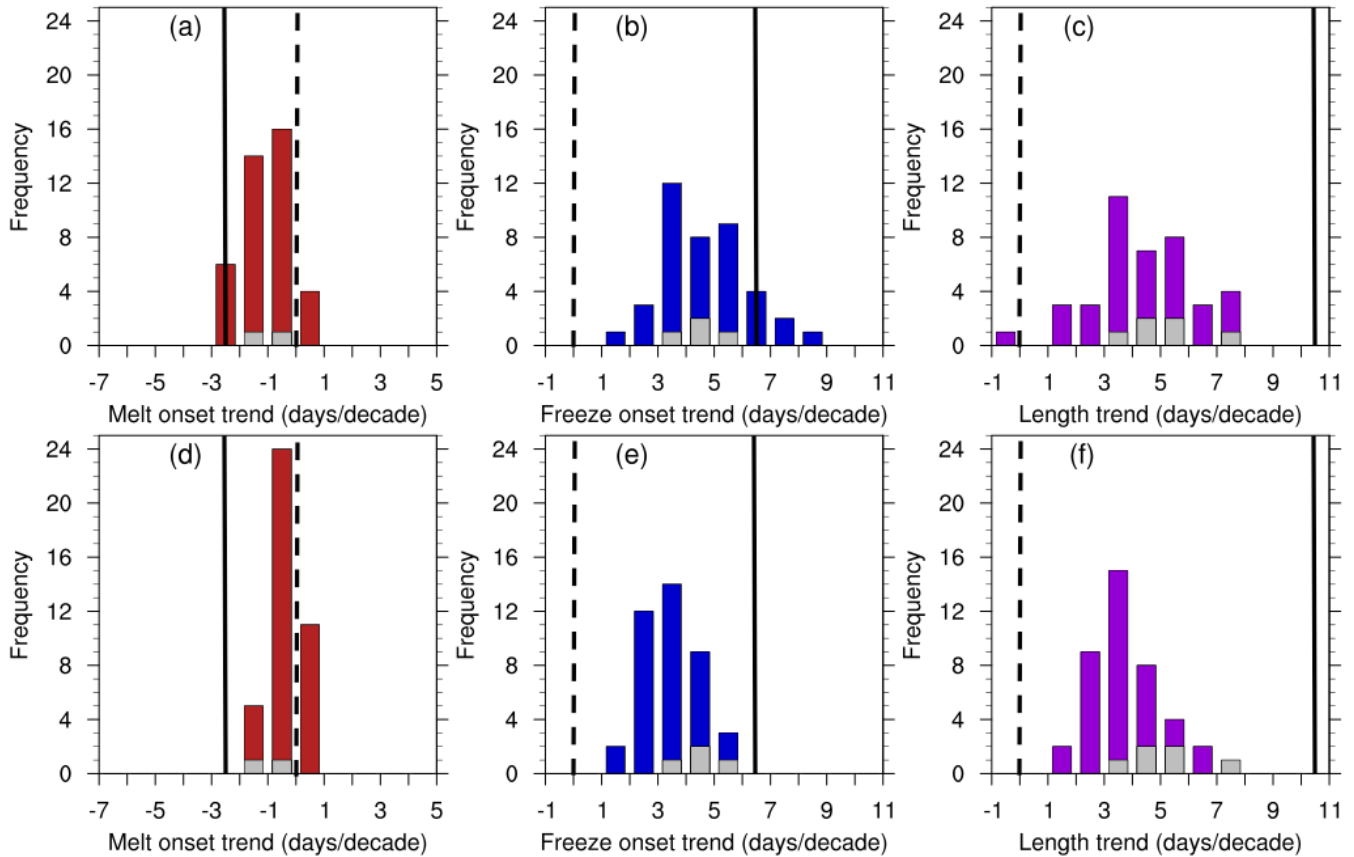 (a) (b) (c)
24 24 24
20 20 20
16 16 16
12 12 12
8 8 8
4 4 4
0 0 0
Frequency Frequency Frequency
-7 -5 -3 -1 1 3 5 -1 1 3 5 7 9 11 -1 1 3 5 7 9 11
Melt onset trend (days/decade) Freeze onset trend (days/decade) Length trend (days/decade)
(d) (e) (f)
24 24 24
20 20 20
16 16 16
12 12 12
8 8 8
4 4 4
0 0 0
Frequency Frequency Frequency
-7 -5 -3 -1 1 3 5 -1 1 3 5 7 9 11 -1 1 3 5 7 9 11
Melt onset trend (days/decade) Freeze onset trend (days/decade) Length trend (days/decade)